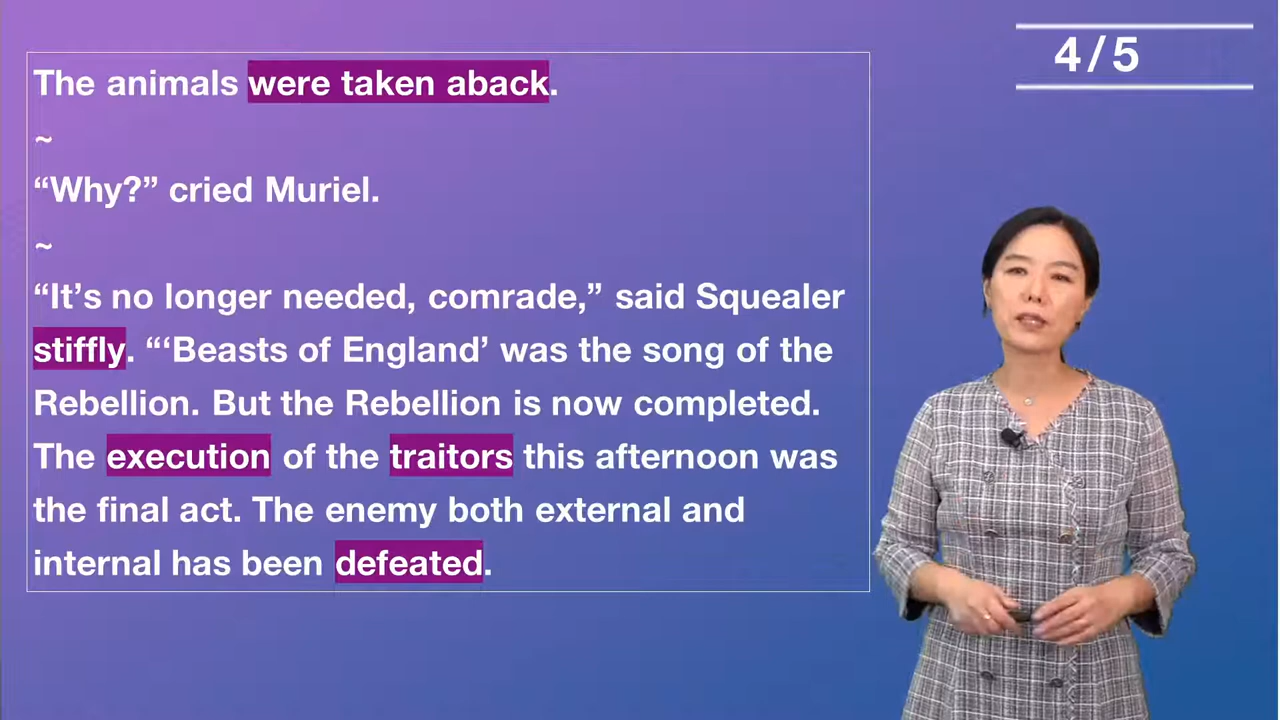 The animals were taken aback.
~
“Why?” cried Muriel.
~
“It’s no longer needed, comrade,” said Squealer
stiffly. “‘Beasts of England’ was the song of the
Rebellion. But the Rebellion is now completed.
The execution of the traitors this afternoon was
the final act. The enemy both external and
internal has been defeated.
4/5